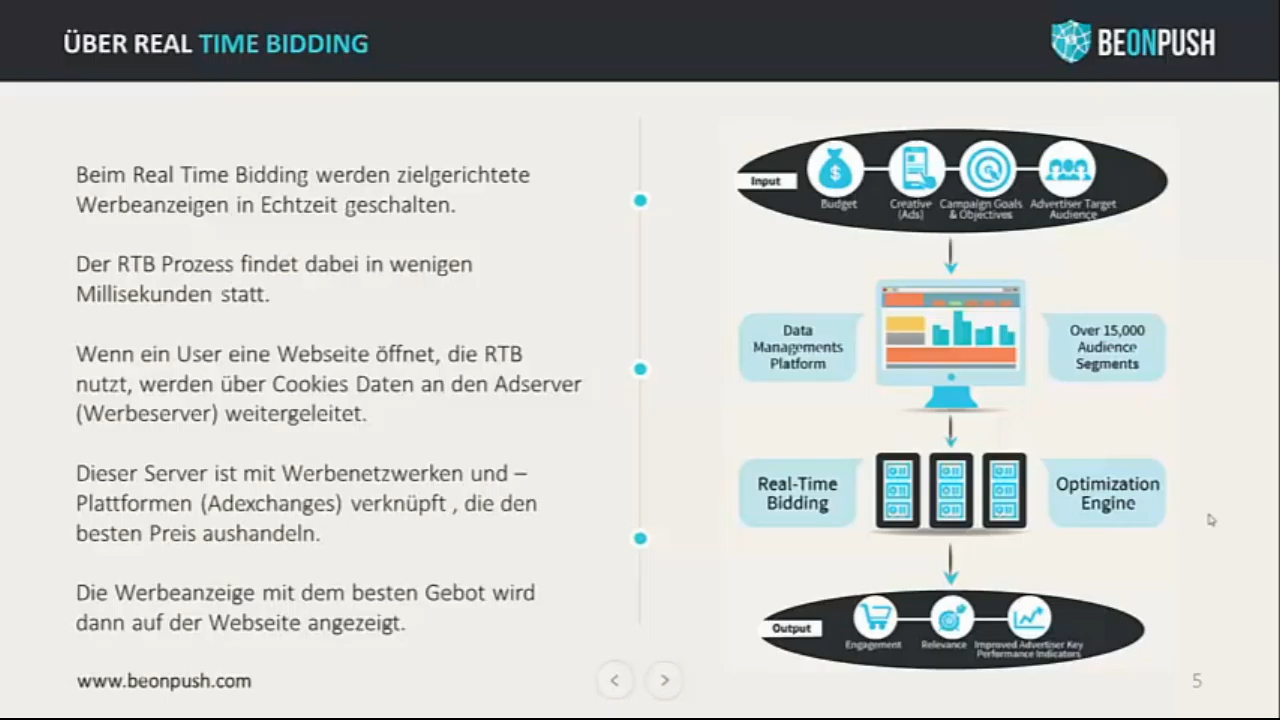 ÜBER REAL TIME BIDDING
BEONPUSH
Beim Real Time Bidding werden zielgerichtete
Werbeanzeigen in Echtzeit geschalten.
Der RTB Prozess findet dabei in wenigen
Millisekunden statt.
Wenn ein User eine Webseite öffnet, die RTB
nutzt, werden über Cookies Daten an den Adserver
(Werbeserver) weitergeleitet.
Dieser Server ist mit Werbenetzwerken und –
Plattformen (Adexchanges) verknüpft , die den
besten Preis aushandeln.
Die Werbeanzeige mit dem besten Gebot wird
dann auf der Webseite angezeigt.
Input
Budget
Creative
(Ads)
Campaign Goals
& Objectives
Advertiser Target
Audience
Data
Managements
Platform
Over 15,000
Audience
Segments
Real-Time
Bidding
Optimization
Engine
Output
Engagement
Relevance
Improved Advertiser Key
Performance Indicators
www.beonpush.com
5